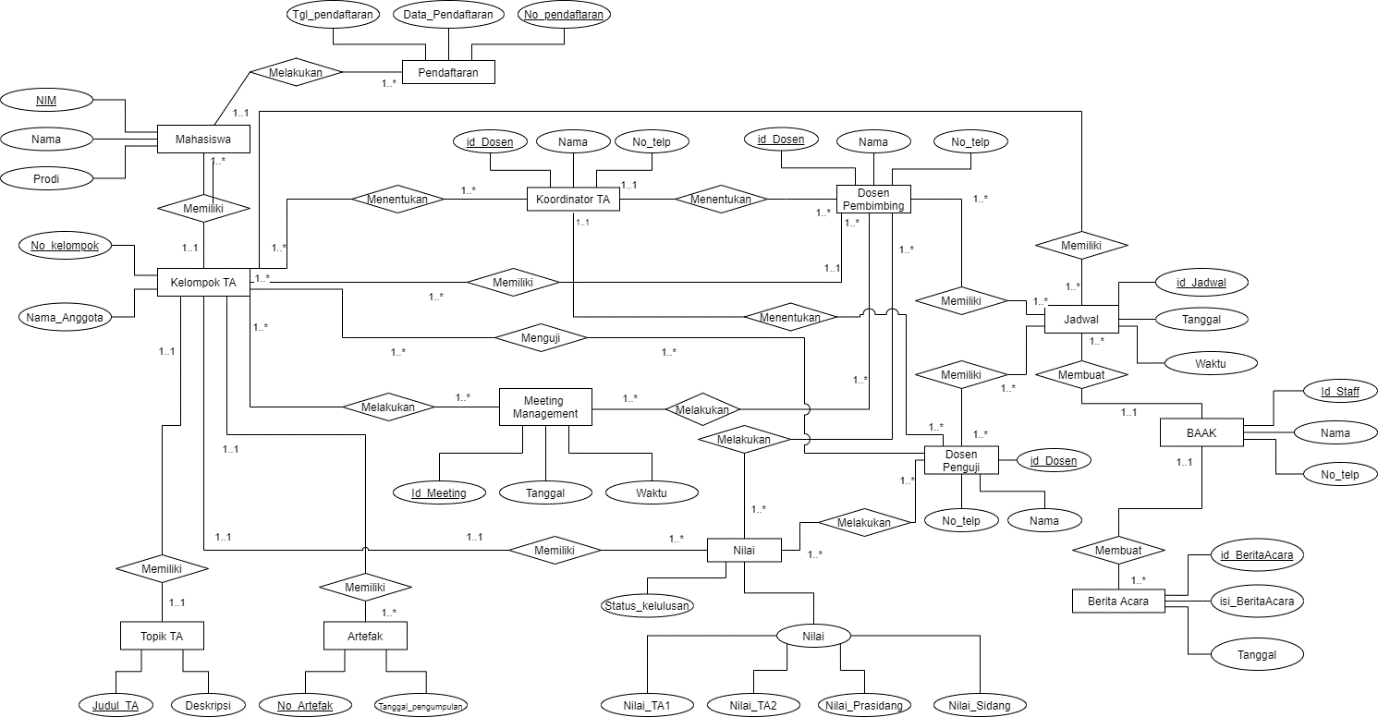 Tgl_pendaftaran
Data_Pendaftaran
No_pendaftaran
Melakukan
Pendaftaran
1..*
NIM
1..1
Mahasiswa
Nama
Prodi
1..*
Memiliki
1..1
id_Dosen
Nama
No_telp
id_Dosen
Nama
No_telp
Menentukan
1..*
Koordinator TA
1..1
Menentukan
1..*
Dosen
Pembimbing
1..*
1..*
1..1
1..*
1..*
Memiliki
1..*
No_kelompok
Kelompok TA
Nama_Anggota
1..*
1..*
Memiliki
1..1
Memiliki
1..*
id_Jadwal
Jadwal
Tanggal
Waktu
1..*
Menentukan
1..*
Menguji
1..*
1..*
1..1
Memiliki
1..*
1..*
Membuat
1..1
Melakukan
1..*
Meeting
Management
1..*
Melakukan
1..*
Melakukan
1..*
1..*
Id_Staff
BAAK
Nama
No_telp
1..1
1..1
Dosen
Penguji
id_Dosen
No_telp
Nama
1..*
Id_Meeting
Tanggal
Waktu
1..*
Melakukan
1..*
1..1
1..1
Memiliki
1..*
Nilai
Membuat
1..*
id_BeritaAcara
Berita Acara
isi_BeritaAcara
Tanggal
Memiliki
1..1
Topik TA
Judul_TA
Deskripsi
Memiliki
1..*
Artefak
No_Artefak
Tanggal_pengumpulan
Status_kelulusan
Nilai
Nilai_TA1
Nilai_TA2
Nilai_Prasidang
Nilai_Sidang